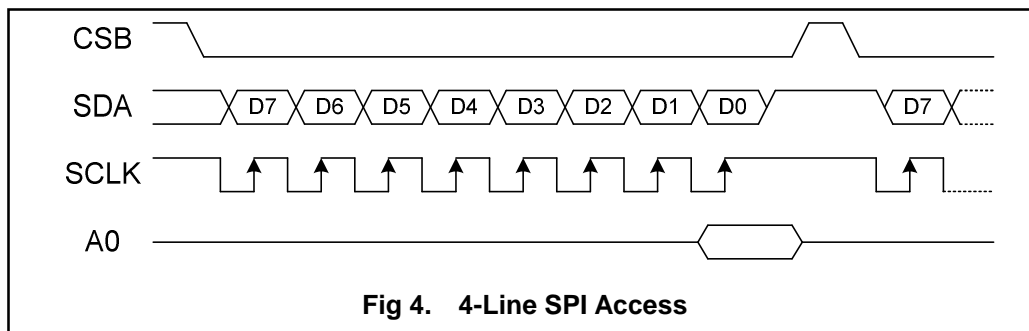 CSB
SDA D7 D6 D5 D4 D3 D2 D1 D0 D7
SCLK
A0
Fig 4. 4-Line SPI Access